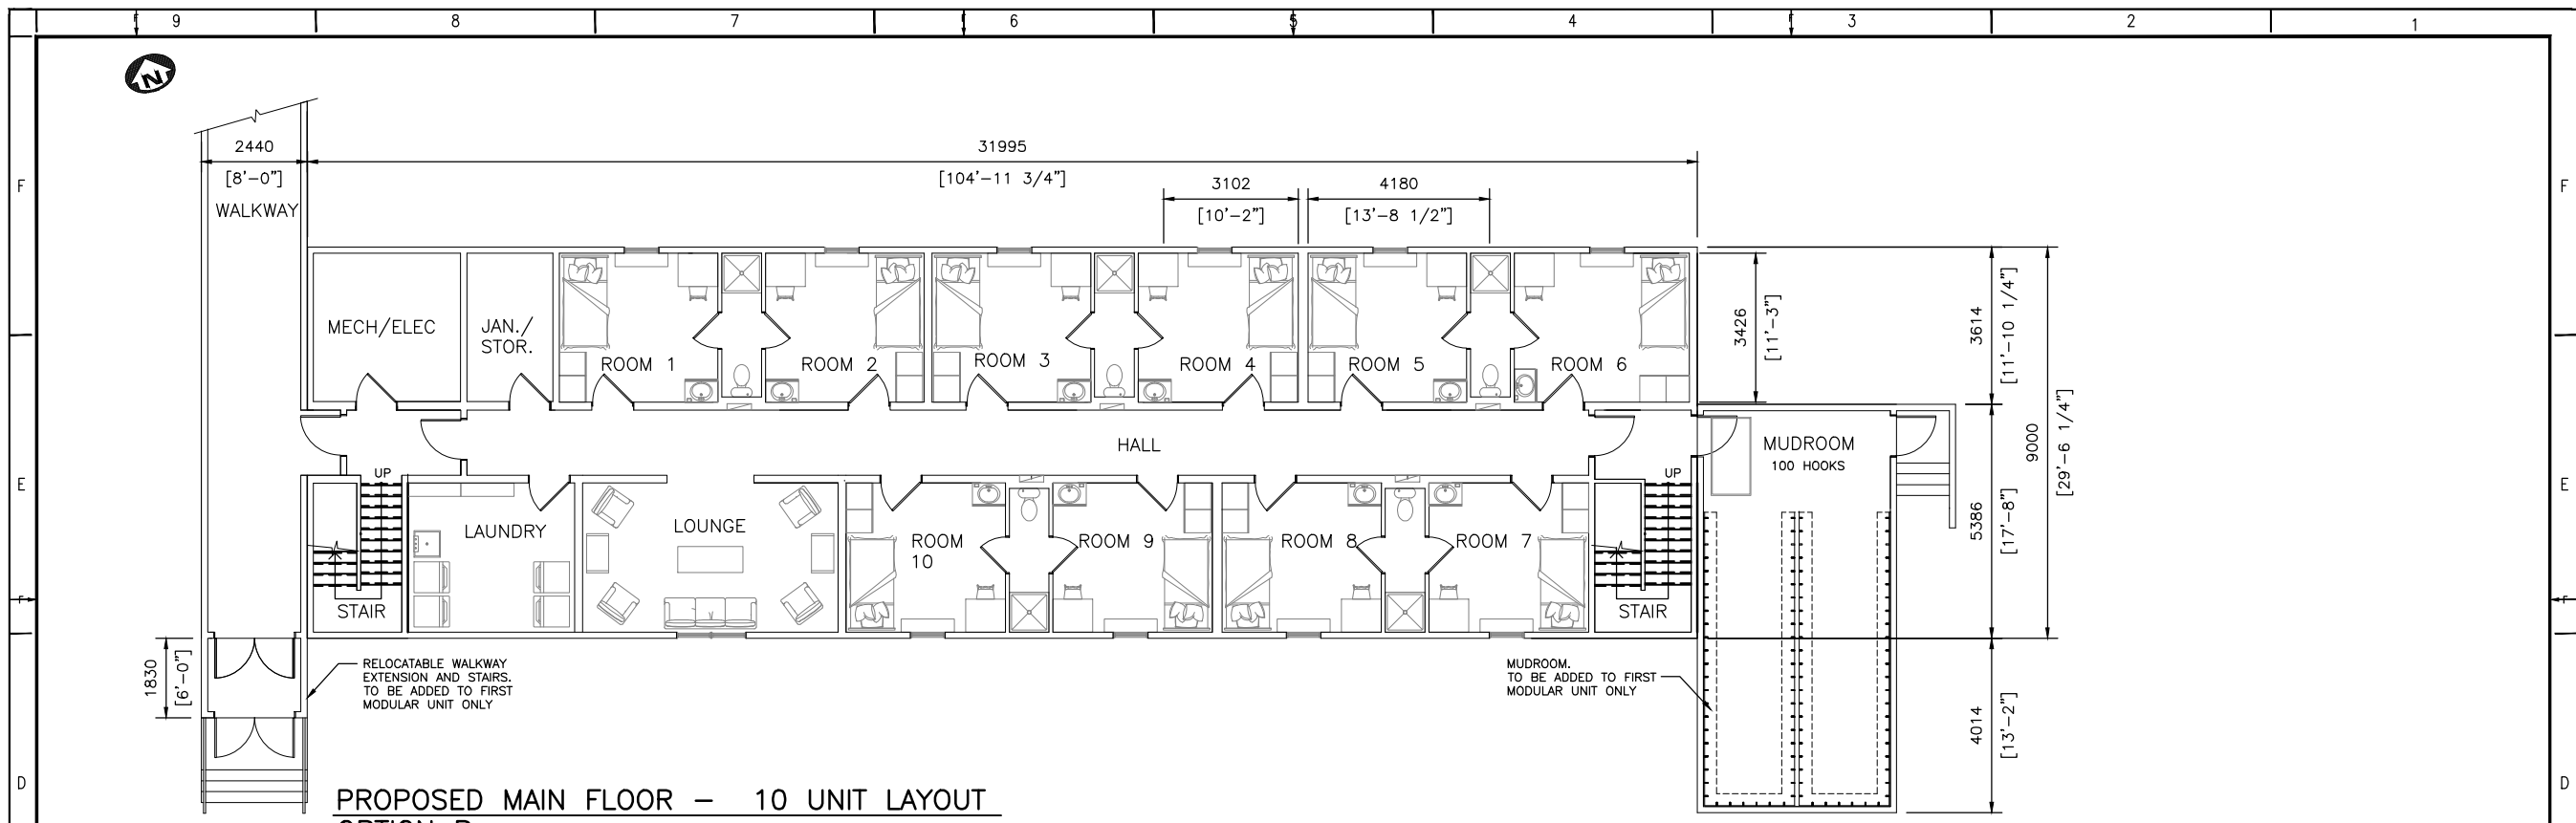 9 8 7 6 5 4 3 2 1
N
2440
[8'-0"]
WALKWAY
31995
[104'-11 3/4"]
3102
[10'-2"]
4180
[13'-8 1/2"]
F
F
MECH/ELEC
JAN./
STOR.
ROOM 1
ROOM 2
ROOM 3
ROOM 4
ROOM 5
ROOM 6
3426
[11'-3"]
3614
[11'-10 1/4"]
9000
[29'-6 1/4"]
HALL
MUDROOM
100 HOOKS
E
E
UP
UP
LAUNDRY
LOUNGE
ROOM
10
ROOM 9
ROOM 8
ROOM 7
5386
[17'-8"]
STAIR
STAIR
1830
[6'-0"]
RELOCATABLE WALKWAY
EXTENSION AND STAIRS.
TO BE ADDED TO FIRST
MODULAR UNIT ONLY
MUDROOM.
TO BE ADDED TO FIRST
MODULAR UNIT ONLY
4014
[13'-2"]
D
D
PROPOSED MAIN FLOOR - 10 UNIT LAYOUT